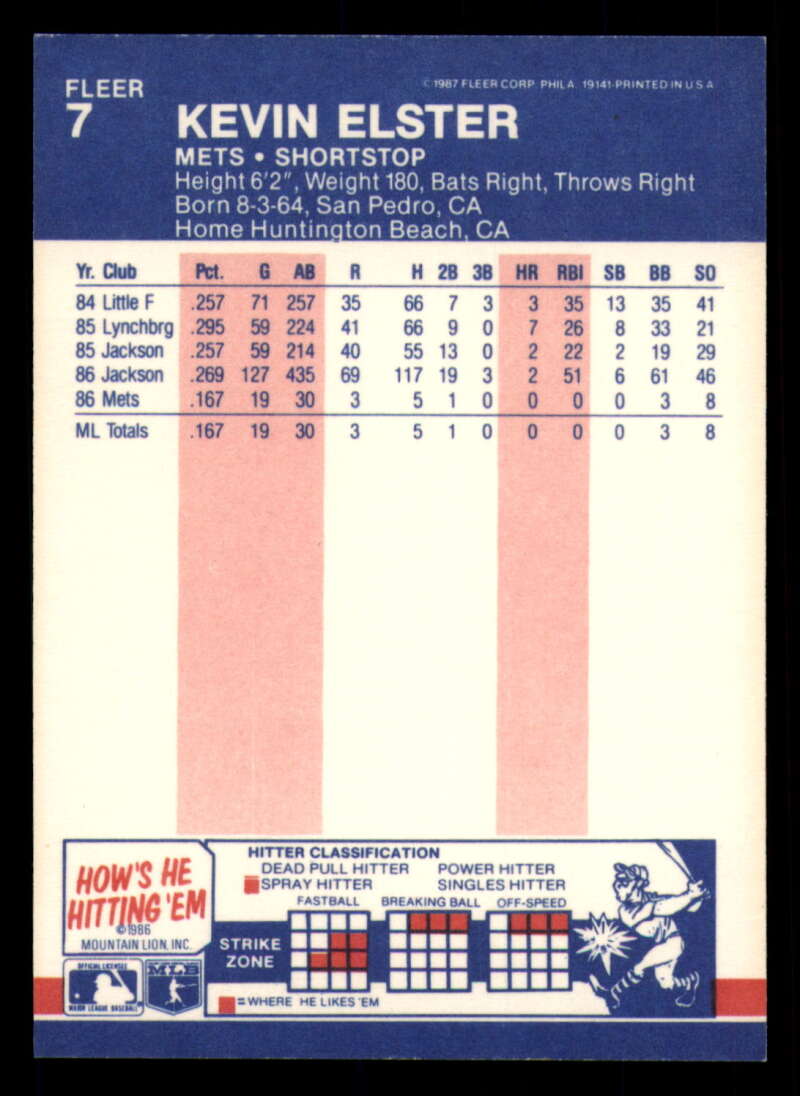 FLEER
7
© 1987 FLEER CORP. PHILA. 19141-PRINTED IN U S A
KEVIN ELSTER
METS • SHORTSTOP
Height 6'2", Weight 180, Bats Right, Throws Right
Born 8-3-64, San Pedro, CA
Home Huntington Beach, CA
Yr. Club Pct. G AB R H 2B 3B HR RBI SB BB SO
84 Little F .257 71 257 35 66 7 3 3 35 13 35 41
85 Lynchbrg .295 59 224 41 66 9 0 7 26 8 33 21
85 Jackson .257 59 214 40 55 13 0 2 22 2 19 29
86 Jackson .269 127 435 69 117 19 3 2 51 6 61 46
86 Mets .167 19 30 3 5 1 0 0 0 0 3 8
ML Totals .167 19 30 3 5 1 0 0 0 0 3 8
HOW'S HE
HITTING 'EM
©1986
MOUNTAIN LION, INC.
HITTER CLASSIFICATION
DEAD PULL HITTER POWER HITTER
SPRAY HITTER SINGLES HITTER
FASTBALL BREAKING BALL OFF-SPEED
STRIKE
ZONE
=WHERE HE LIKES 'EM
OFFICIAL LICENSEE
MAJOR LEAGUE BASEBALL
MLB